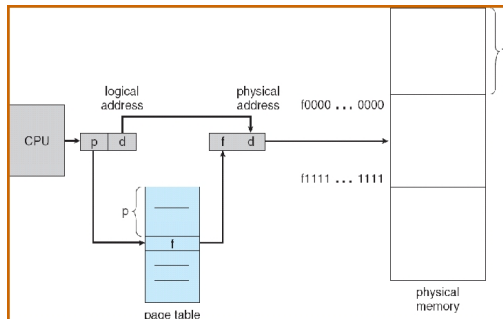 logical
address
physical
address
f0000 ... 0000
CPU
p
d
f
d
f1111 ... 1111
p
f
physical
memory
page table